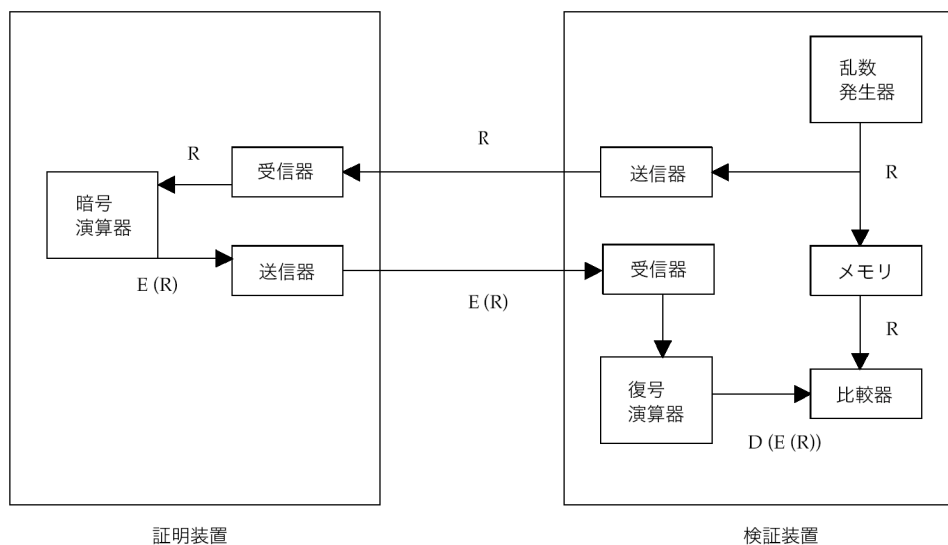 乱数
発生器
R
R
受信器
送信器
R
暗号
演算器
E (R)
送信器
E (R)
受信器
メモリ
R
復号
演算器
比較器
D (E (R))
証明装置
検証装置